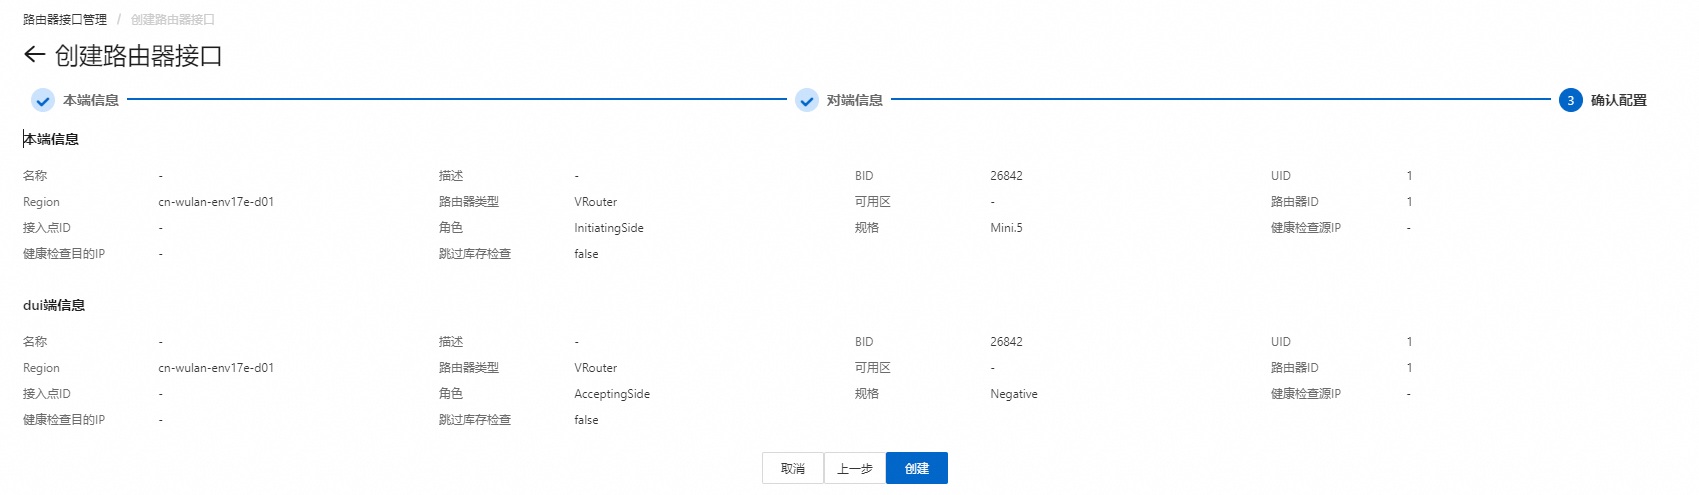 路由器接口管理 / 创建路由器接口
创建路由器接口
本端信息 对端信息 3 确认配置
本端信息
名称 - 描述 - BID 26842 UID 1
Region cn-wulan-env17e-d01 路由器类型 VRouter 可用区 - 路由器ID 1
接入点ID - 角色 InitiatingSide 规格 Mini.5 健康检查源IP -
健康检查目的IP - 跳过库存检查 false
dui端信息
名称 - 描述 - BID 26842 UID 1
Region cn-wulan-env17e-d01 路由器类型 VRouter 可用区 - 路由器ID 1
接入点ID - 角色 AcceptingSide 规格 Negative 健康检查源IP -
健康检查目的IP - 跳过库存检查 false
取消 上一步 创建